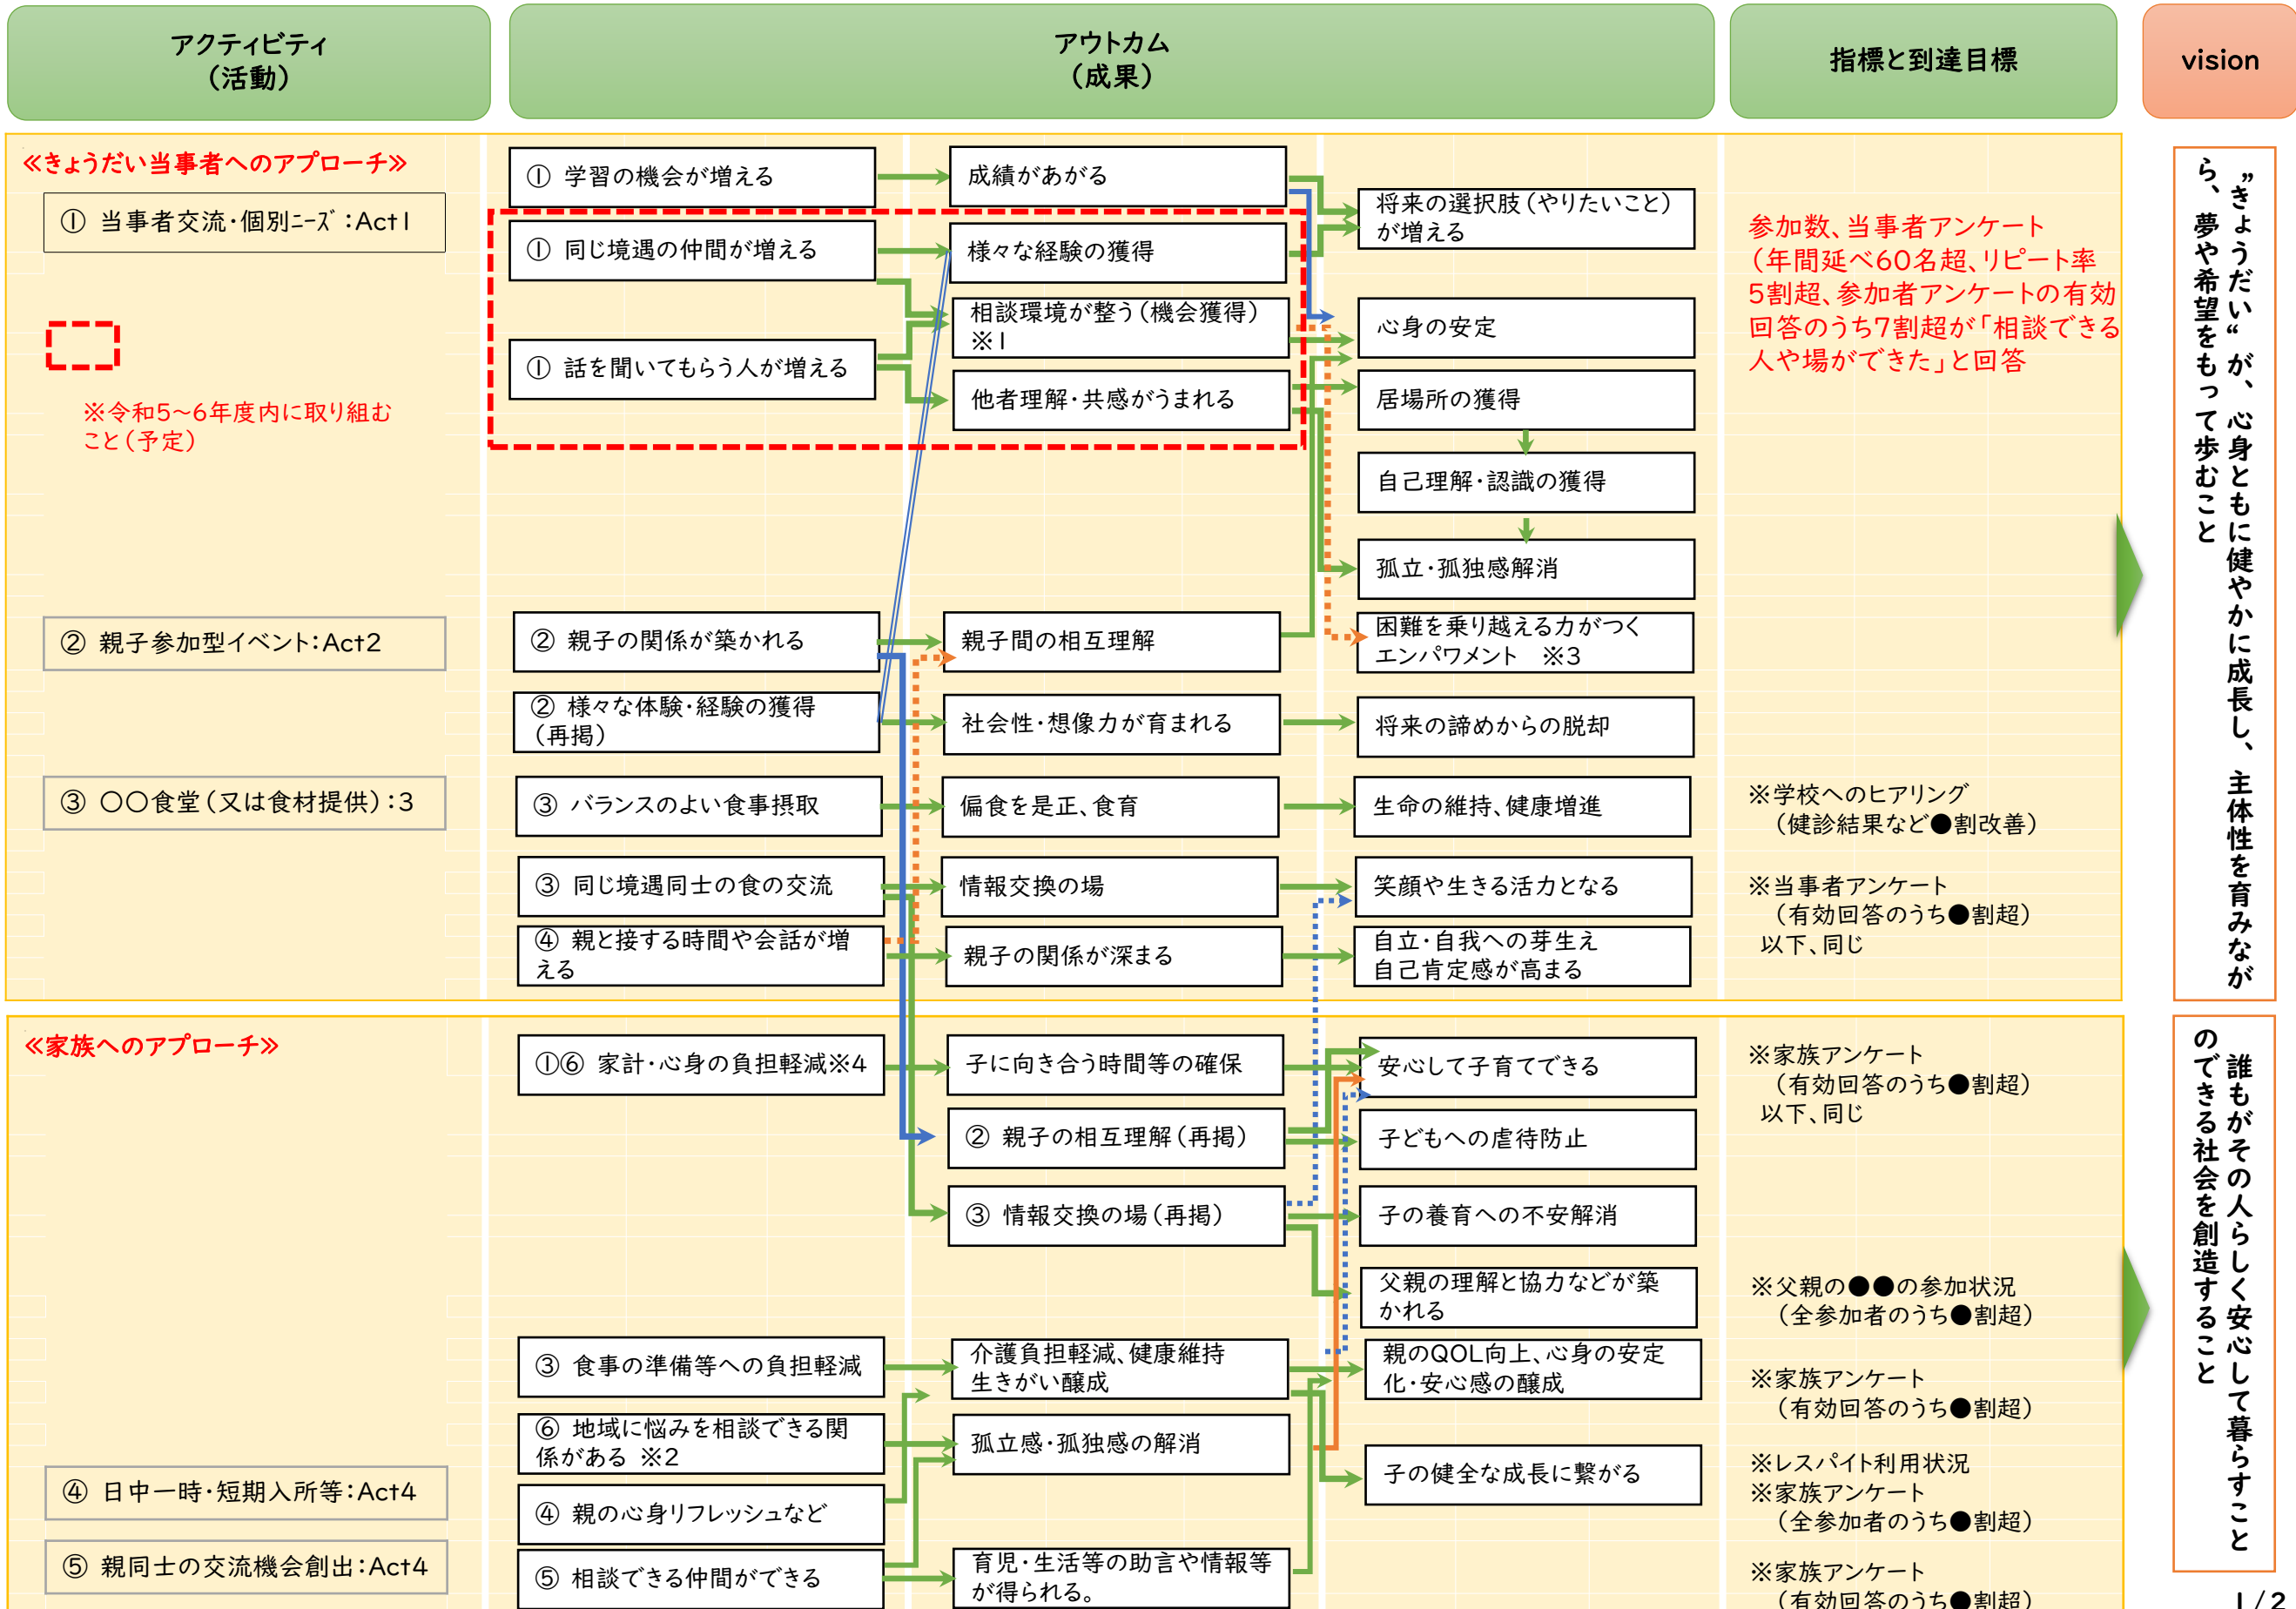 アクティビティ
（活動）
アウトカム
（成果）
指標と到達目標
vision
≪きょうだい当事者へのアプローチ≫
① 当事者交流・個別ﾆｰｽﾞ：Act1
※令和5～6年度内に取り組む
こと（予定）
② 親子参加型イベント：Act2
③ 〇〇食堂（又は食材提供）：3
① 学習の機会が増える
① 同じ境遇の仲間が増える
① 話を聞いてもらう人が増える
② 親子の関係が築かれる
② 様々な体験・経験の獲得
（再掲）
③ バランスのよい食事摂取
③ 同じ境遇同士の食の交流
④ 親と接する時間や会話が増
える
成績があがる
様々な経験の獲得
相談環境が整う（機会獲得）
※1
他者理解・共感がうまれる
親子間の相互理解
社会性・想像力が育まれる
偏食を是正、食育
情報交換の場
親子の関係が深まる
将来の選択肢（やりたいこと）
が増える
心身の安定
居場所の獲得
自己理解・認識の獲得
孤立・孤独感解消
困難を乗り越える力がつく
エンパワメント　※3
将来の諦めからの脱却
生命の維持、健康増進
笑顔や生きる活力となる
自立・自我への芽生え
自己肯定感が高まる
参加数、当事者アンケート
（年間延べ60名超、リピート率
5割超、参加者アンケートの有効
回答のうち7割超が「相談できる
人や場ができた」と回答
※学校へのヒアリング
（健診結果など●割改善）
※当事者アンケート
（有効回答のうち●割超）
以下、同じ
”きょうだい“が、心身ともに健やかに成長し、主体性を育みなが
ら、夢や希望をもって歩むこと
≪家族へのアプローチ≫
④ 日中一時・短期入所等：Act4
⑤ 親同士の交流機会創出：Act4
①⑥ 家計・心身の負担軽減※4
③ 食事の準備等への負担軽減
⑥ 地域に悩みを相談できる関
係がある ※2
④ 親の心身リフレッシュなど
⑤ 相談できる仲間ができる
子に向き合う時間等の確保
② 親子の相互理解（再掲）
③ 情報交換の場（再掲）
介護負担軽減、健康維持
生きがい醸成
孤立感・孤独感の解消
育児・生活等の助言や情報等
が得られる。
安心して子育てできる
子どもへの虐待防止
子の養育への不安解消
父親の理解と協力などが築
かれる
親のQOL向上、心身の安定
化・安心感の醸成
子の健全な成長に繋がる
※家族アンケート
（有効回答のうち●割超）
以下、同じ
※父親の●●の参加状況
（全参加者のうち●割超）
※家族アンケート
（有効回答のうち●割超）
※レスパイト利用状況
※家族アンケート
（全参加者のうち●割超）
※家族アンケート
（有効回答のうち●割超）
誰もがその人らしく安心して暮らすこと
のできる社会を創造すること
1/2